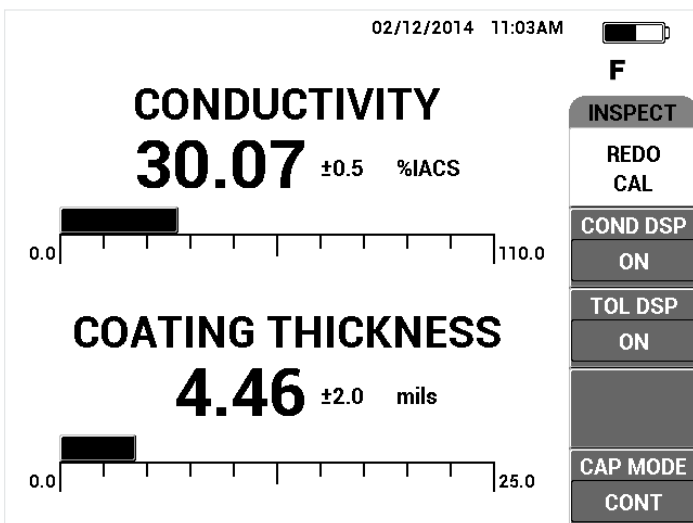 02/12/2014 11:03AM
F
CONDUCTIVITY
30.07 ±0.5 %IACS
0.0 110.0
COATING THICKNESS
4.46 ±2.0 mils
0.0 25.0
INSPECT
REDO
CAL
COND DSP
ON
TOL DSP
ON
CAP MODE
CONT